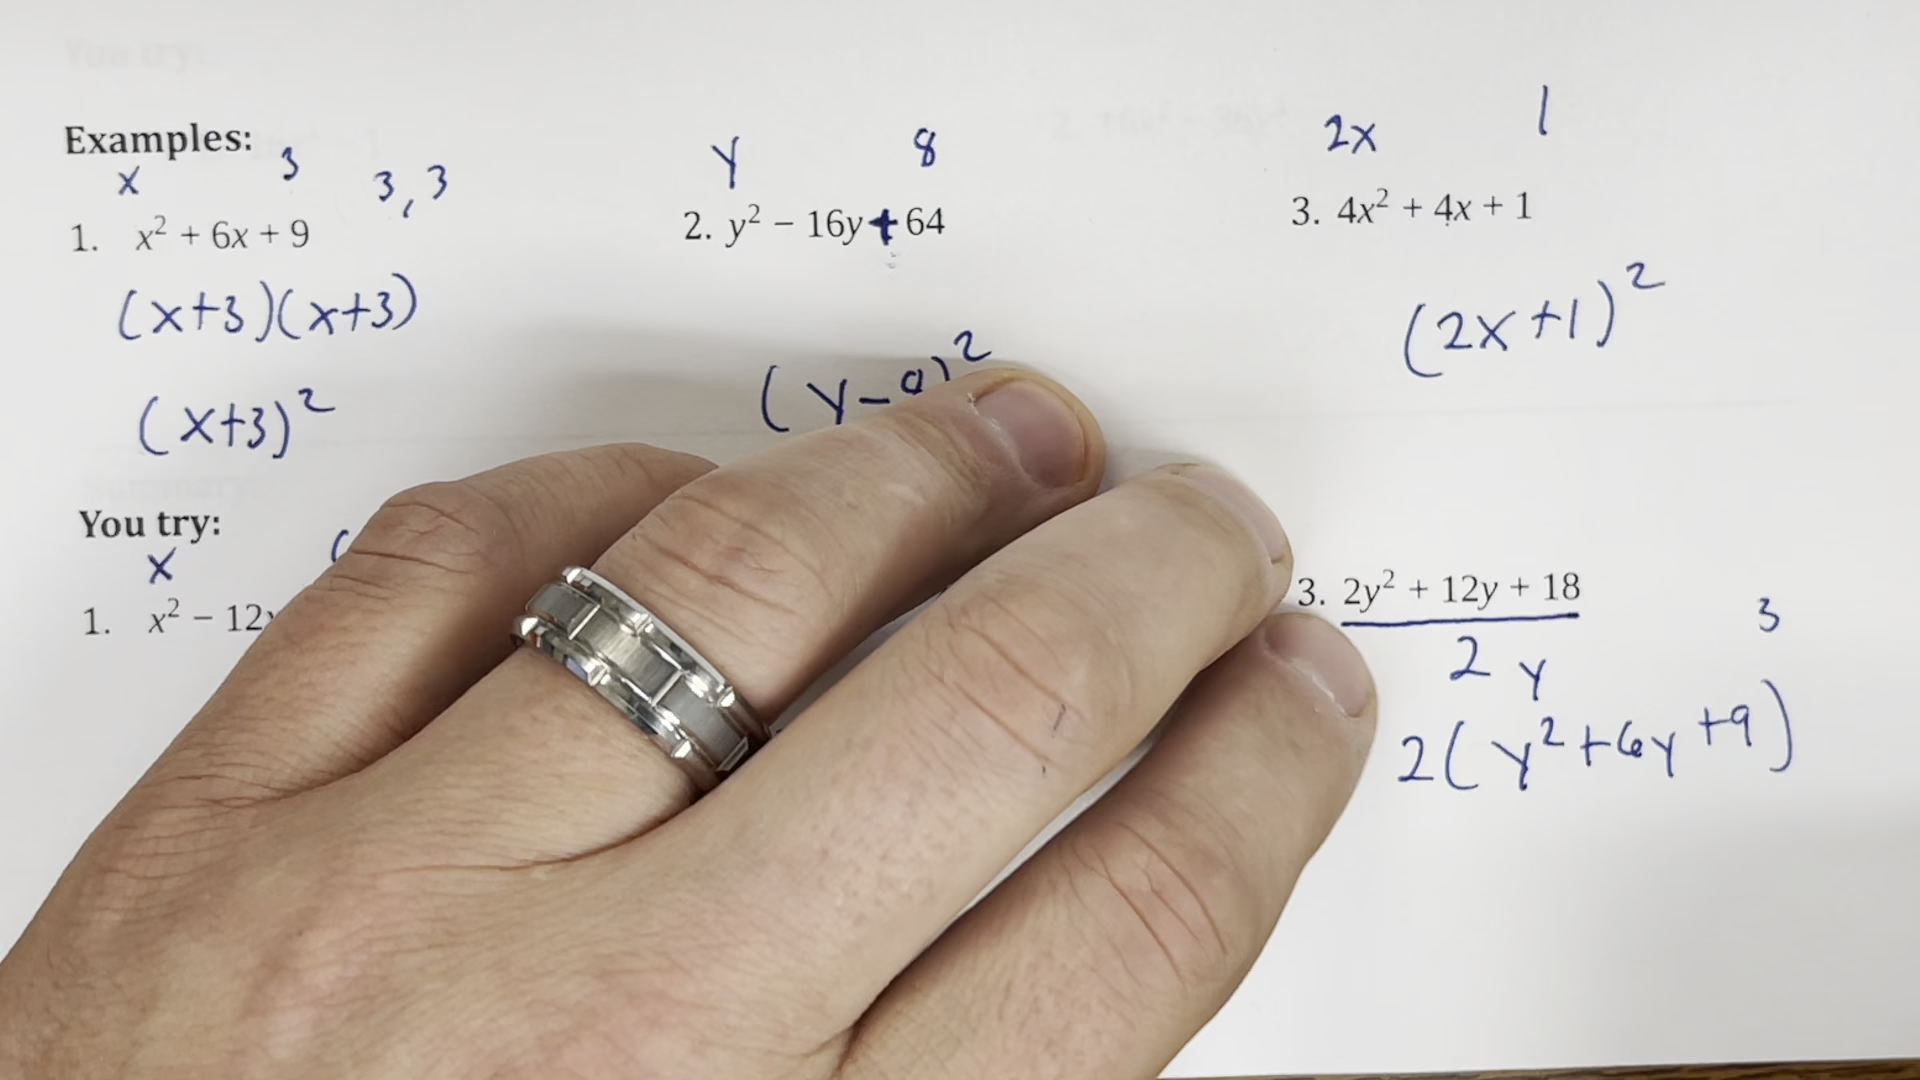 Examples:
x 3 3, 3
1. x² + 6x + 9
(x+3)(x+3)
(x+3)²
y 8
2. y² − 16y + 64
(y−8)²
2x 1
3. 4x² + 4x + 1
(2x+1)²
You try:
x
1. x² − 12
3. 2y² + 12y + 18
2
y 3
2(y²+6y+9)